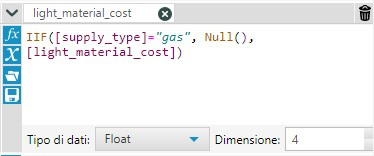 light_material_cost
IIF([supply_type]="gas", Null(),
[light_material_cost])
Tipo di dati: Float Dimensione: 4